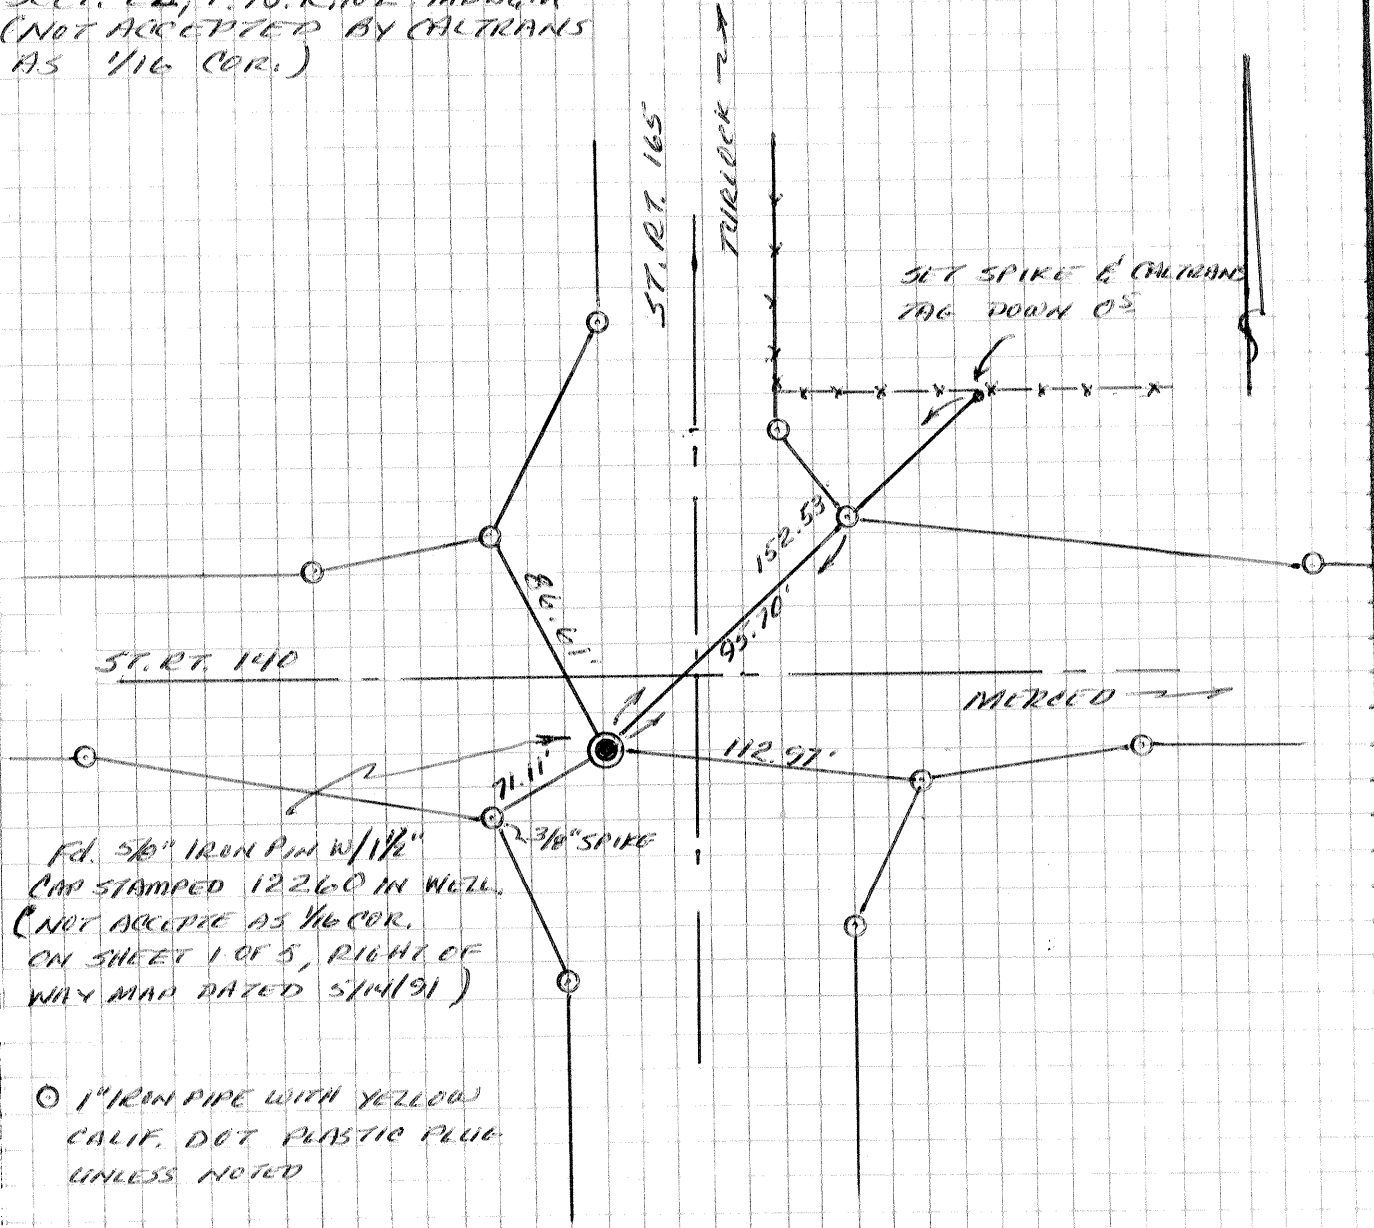 (NOT ACCEPTED BY CALTRANS
AS 1/16 COR.)
ST. RT. 165
TURLOCK
SET SPIKE & CALTRANS
TAG DOWN 0⁵
152.53
86.61'
95.70'
ST. RT. 140
MERCED
112.97'
71.11'
3/8" SPIKE
Fd. 5/8" IRON PIN W/1½"
CAP STAMPED 12260 IN WELL.
(NOT ACCEPTE AS 1/16 COR.
ON SHEET 1 OF 5, RIGHT OF
WAY MAP DATED 5/14/91)
1" IRON PIPE WITH YELLOW
CALIF. DOT PLASTIC PLUG
UNLESS NOTED